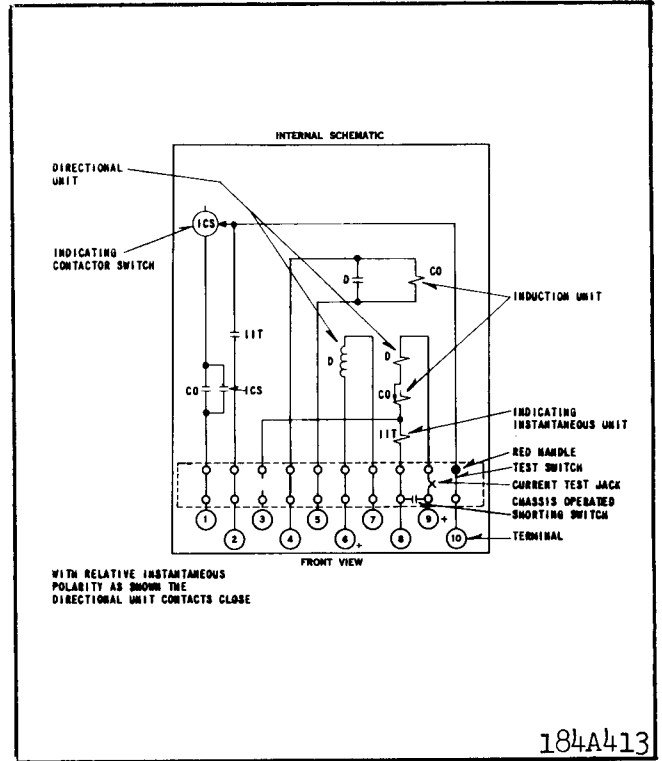 INTERNAL SCHEMATIC
DIRECTIONAL
UNIT
ICS
INDICATING
CONTACTOR SWITCH
D
CO
INDUCTION UNIT
IIT
D
D
CO
ICS
CO
INDICATING
INSTANTANEOUS UNIT
IIT
RED HANDLE
TEST SWITCH
CURRENT TEST JACK
CHASSIS OPERATED
SHORTING SWITCH
1
2
3
4
5
6
+
7
8
9
+
10
TERMINAL
FRONT VIEW
WITH RELATIVE INSTANTANEOUS
POLARITY AS SHOWN THE
DIRECTIONAL UNIT CONTACTS CLOSE
184A413